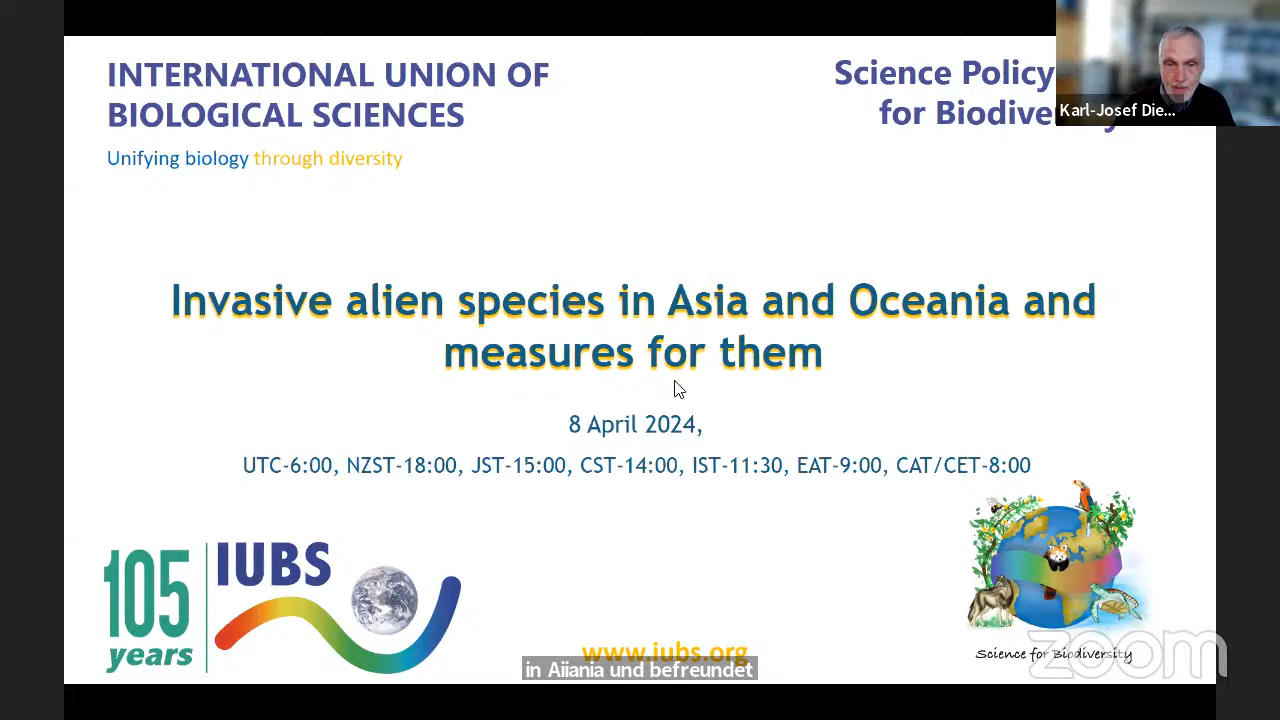 INTERNATIONAL UNION OF
BIOLOGICAL SCIENCES
Unifying biology through diversity
Science Policy
for Biodiver
Karl-Josef Die...
Invasive alien species in Asia and Oceania and
measures for them
8 April 2024,
UTC-6:00, NZST-18:00, JST-15:00, CST-14:00, IST-11:30, EAT-9:00, CAT/CET-8:00
105
years
IUBS
www.iubs.org
in Aiiania und befreundet
Science for Biodiversity
zoom